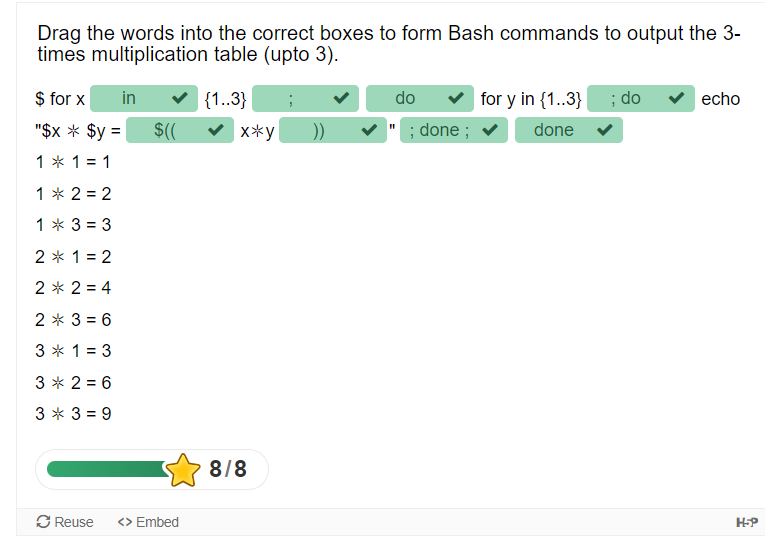 Drag the words into the correct boxes to form Bash commands to output the 3-
times multiplication table (upto 3).
$ for x in {1..3} ; do for y in {1..3} ; do echo
"$x * $y = $(( x*y )) " ; done ; done
1 * 1 = 1
1 * 2 = 2
1 * 3 = 3
2 * 1 = 2
2 * 2 = 4
2 * 3 = 6
3 * 1 = 3
3 * 2 = 6
3 * 3 = 9
8/8
Reuse <> Embed H-P